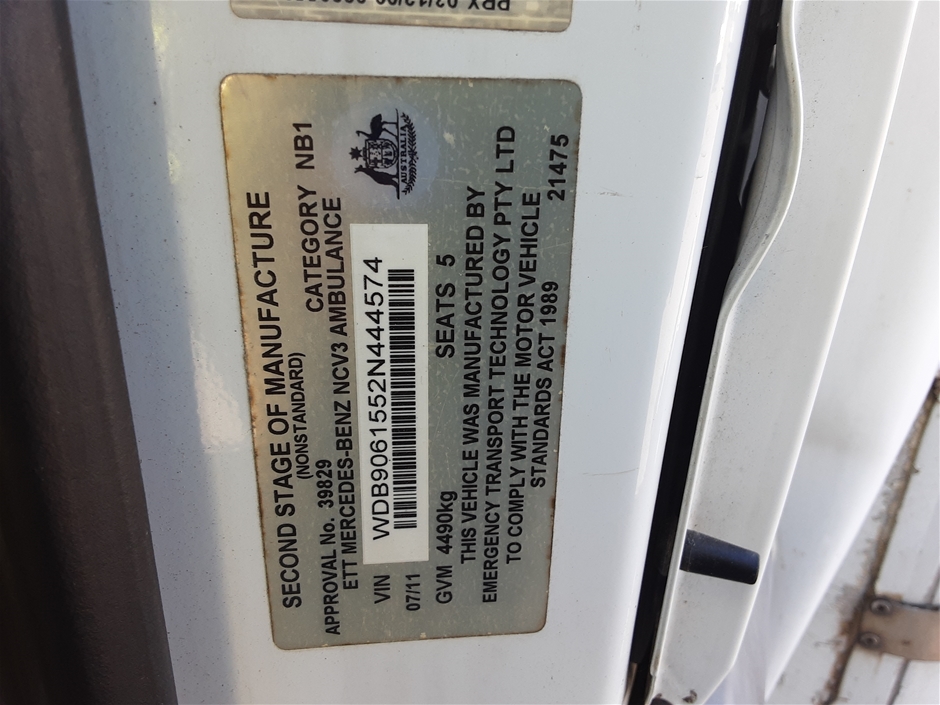 SECOND STAGE OF MANUFACTURE
(NONSTANDARD)
APPROVAL No. 39829 CATEGORY NB1
ETT MERCEDES-BENZ NCV3 AMBULANCE
AUSTRALIA
VIN WDB9061552N444574
07/11
GVM 4490kg SEATS 5
THIS VEHICLE WAS MANUFACTURED BY
EMERGENCY TRANSPORT TECHNOLOGY PTY LTD
TO COMPLY WITH THE MOTOR VEHICLE
STANDARDS ACT 1989 21475